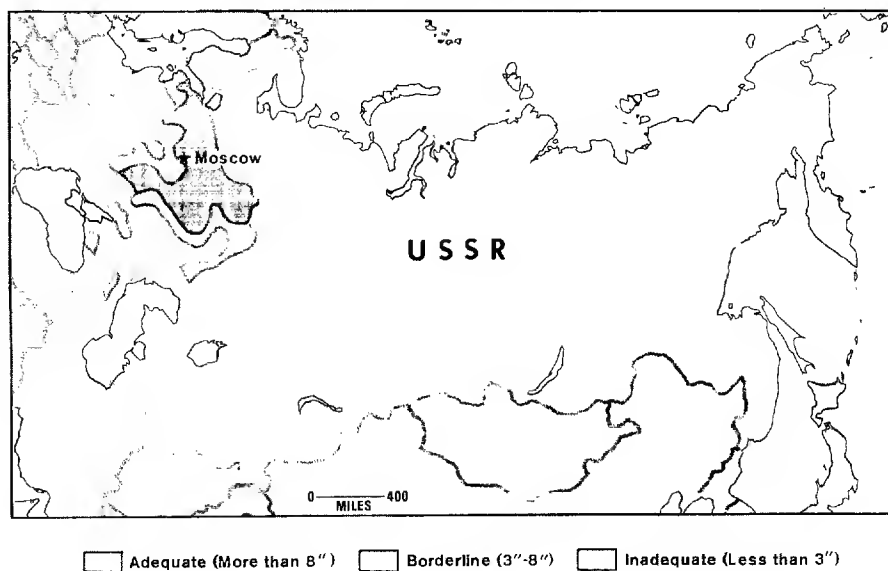 Moscow
USSR
0 400
MILES
Adequate (More than 8") Borderline (3"-8") Inadequate (Less than 3")